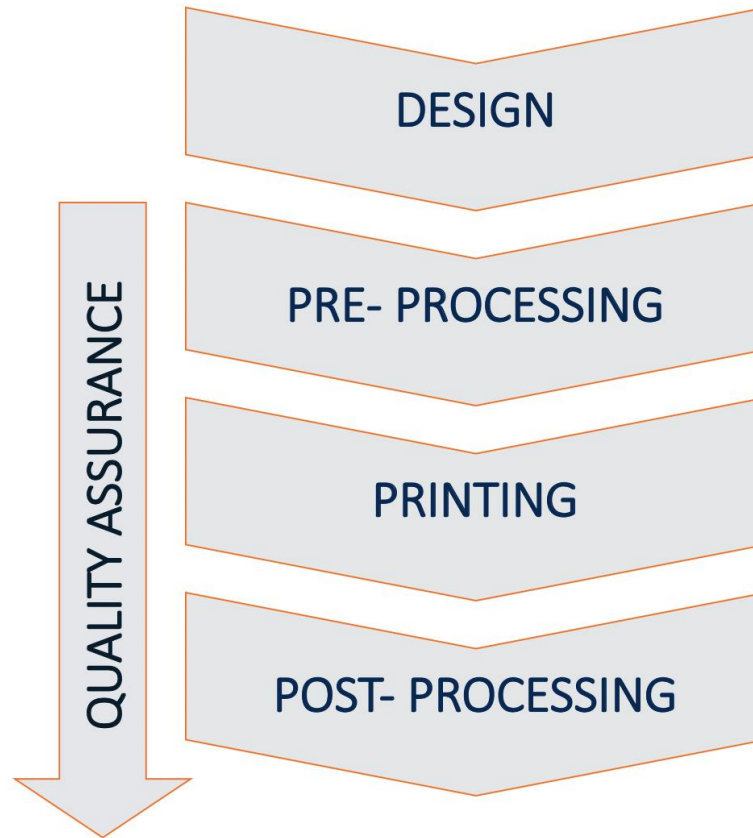 DESIGN
PRE- PROCESSING
PRINTING
POST- PROCESSING
QUALITY ASSURANCE